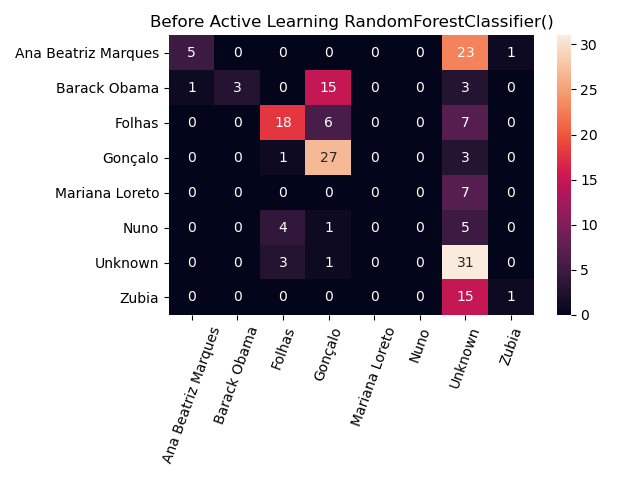 Before Active Learning RandomForestClassifier()
Ana Beatriz Marques 5 0 0 0 0 0 23 1
Barack Obama 1 3 0 15 0 0 3 0
Folhas 0 0 18 6 0 0 7 0
Gonçalo 0 0 1 27 0 0 3 0
Mariana Loreto 0 0 0 0 0 0 7 0
Nuno 0 0 4 1 0 0 5 0
Unknown 0 0 3 1 0 0 31 0
Zubia 0 0 0 0 0 0 15 1
Ana Beatriz Marques
Barack Obama
Folhas
Gonçalo
Mariana Loreto
Nuno
Unknown
Zubia
30
25
20
15
10
5
0